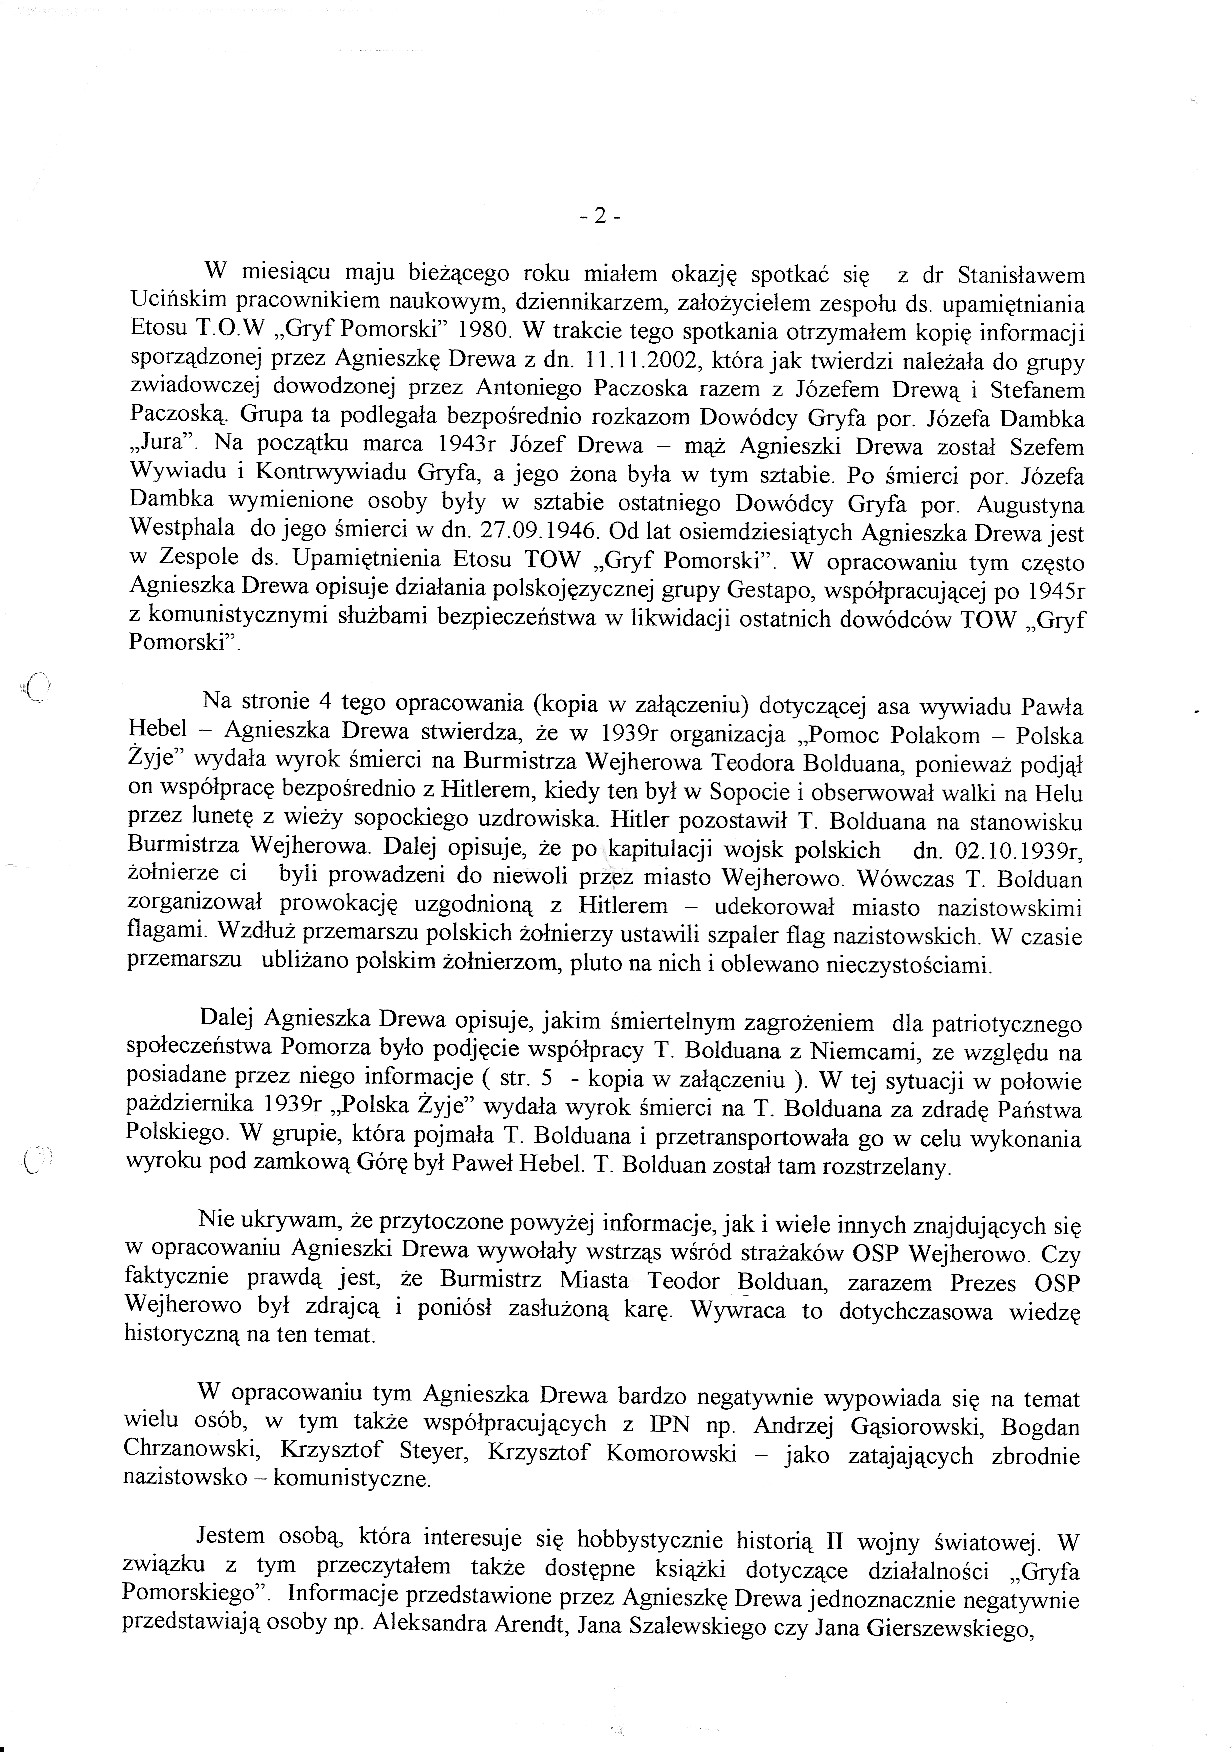 - 2 -
W miesiącu maju bieżącego roku miałem okazję spotkać się z dr Stanisławem
Ucińskim pracownikiem naukowym, dziennikarzem, założycielem zespołu ds. upamiętniania
Etosu T.O.W „Gryf Pomorski” 1980. W trakcie tego spotkania otrzymałem kopię informacji
sporządzonej przez Agnieszkę Drewa z dn. 11.11.2002, która jak twierdzi należała do grupy
zwiadowczej dowodzonej przez Antoniego Paczoska razem z Józefem Drewą i Stefanem
Paczoską. Grupa ta podlegała bezpośrednio rozkazom Dowódcy Gryfa por. Józefa Dambka
„Jura”. Na początku marca 1943r Józef Drewa – mąż Agnieszki Drewa został Szefem
Wywiadu i Kontrwywiadu Gryfa, a jego żona była w tym sztabie. Po śmierci por. Józefa
Dambka wymienione osoby były w sztabie ostatniego Dowódcy Gryfa por. Augustyna
Westphala do jego śmierci w dn. 27.09.1946. Od lat osiemdziesiątych Agnieszka Drewa jest
w Zespole ds. Upamiętnienia Etosu TOW „Gryf Pomorski”. W opracowaniu tym często
Agnieszka Drewa opisuje działania polskojęzycznej grupy Gestapo, współpracującej po 1945r
z komunistycznymi służbami bezpieczeństwa w likwidacji ostatnich dowódców TOW „Gryf
Pomorski”.
Na stronie 4 tego opracowania (kopia w załączeniu) dotyczącej asa wywiadu Pawła
Hebel – Agnieszka Drewa stwierdza, że w 1939r organizacja „Pomoc Polakom – Polska
Żyje” wydała wyrok śmierci na Burmistrza Wejherowa Teodora Bolduana, ponieważ podjął
on współpracę bezpośrednio z Hitlerem, kiedy ten był w Sopocie i obserwował walki na Helu
przez lunetę z wieży sopockiego uzdrowiska. Hitler pozostawił T. Bolduana na stanowisku
Burmistrza Wejherowa. Dalej opisuje, że po kapitulacji wojsk polskich dn. 02.10.1939r,
żołnierze ci byli prowadzeni do niewoli przez miasto Wejherowo. Wówczas T. Bolduan
zorganizował prowokację uzgodnioną z Hitlerem – udekorował miasto nazistowskimi
flagami. Wzdłuż przemarszu polskich żołnierzy ustawili szpaler flag nazistowskich. W czasie
przemarszu ubliżano polskim żołnierzom, pluto na nich i oblewano nieczystościami.
Dalej Agnieszka Drewa opisuje, jakim śmiertelnym zagrożeniem dla patriotycznego
społeczeństwa Pomorza było podjęcie współpracy T. Bolduana z Niemcami, ze względu na
posiadane przez niego informacje ( str. 5 - kopia w załączeniu ). W tej sytuacji w połowie
października 1939r „Polska Żyje” wydała wyrok śmierci na T. Bolduana za zdradę Państwa
Polskiego. W grupie, która pojmała T. Bolduana i przetransportowała go w celu wykonania
wyroku pod zamkową Górę był Paweł Hebel. T. Bolduan został tam rozstrzelany.
Nie ukrywam, że przytoczone powyżej informacje, jak i wiele innych znajdujących się
w opracowaniu Agnieszki Drewa wywołały wstrząs wśród strażaków OSP Wejherowo. Czy
faktycznie prawdą jest, że Burmistrz Miasta Teodor Bolduan, zarazem Prezes OSP
Wejherowo był zdrajcą i poniósł zasłużoną karę. Wywraca to dotychczasowa wiedzę
historyczną na ten temat.
W opracowaniu tym Agnieszka Drewa bardzo negatywnie wypowiada się na temat
wielu osób, w tym także współpracujących z IPN np. Andrzej Gąsiorowski, Bogdan
Chrzanowski, Krzysztof Steyer, Krzysztof Komorowski – jako zatajających zbrodnie
nazistowsko – komunistyczne.
Jestem osobą, która interesuje się hobbystycznie historią II wojny światowej. W
związku z tym przeczytałem także dostępne książki dotyczące działalności „Gryfa
Pomorskiego”. Informacje przedstawione przez Agnieszkę Drewa jednoznacznie negatywnie
przedstawiają osoby np. Aleksandra Arendt, Jana Szalewskiego czy Jana Gierszewskiego,